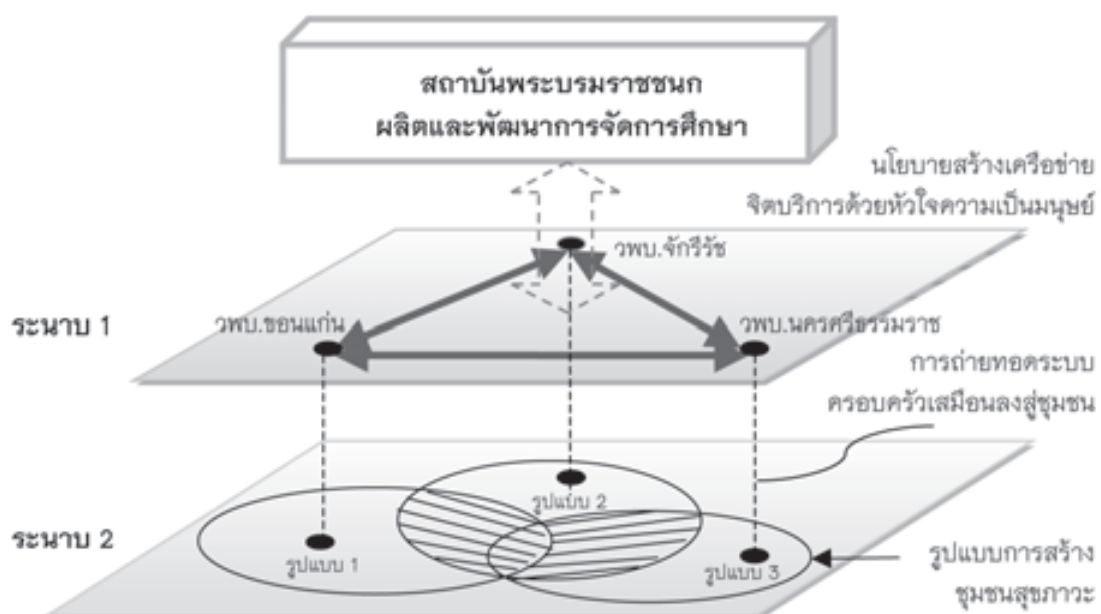 สถาบันพระบรมราชชนก
ผลิตและพัฒนาการจัดการศึกษา
นโยบายสร้างเครือข่าย
จิตบริการด้วยหัวใจความเป็นมนุษย์
วพบ.จักรีรัช
ระนาบ 1
วพบ.ขอนแก่น
วพบ.นครศรีธรรมราช
การถ่ายทอดระบบ
ครอบครัวเสมือนลงสู่ชุมชน
รูปแบบ 2
ระนาบ 2
รูปแบบ 1
รูปแบบ 3
รูปแบบการสร้าง
ชุมชนสุขภาวะ